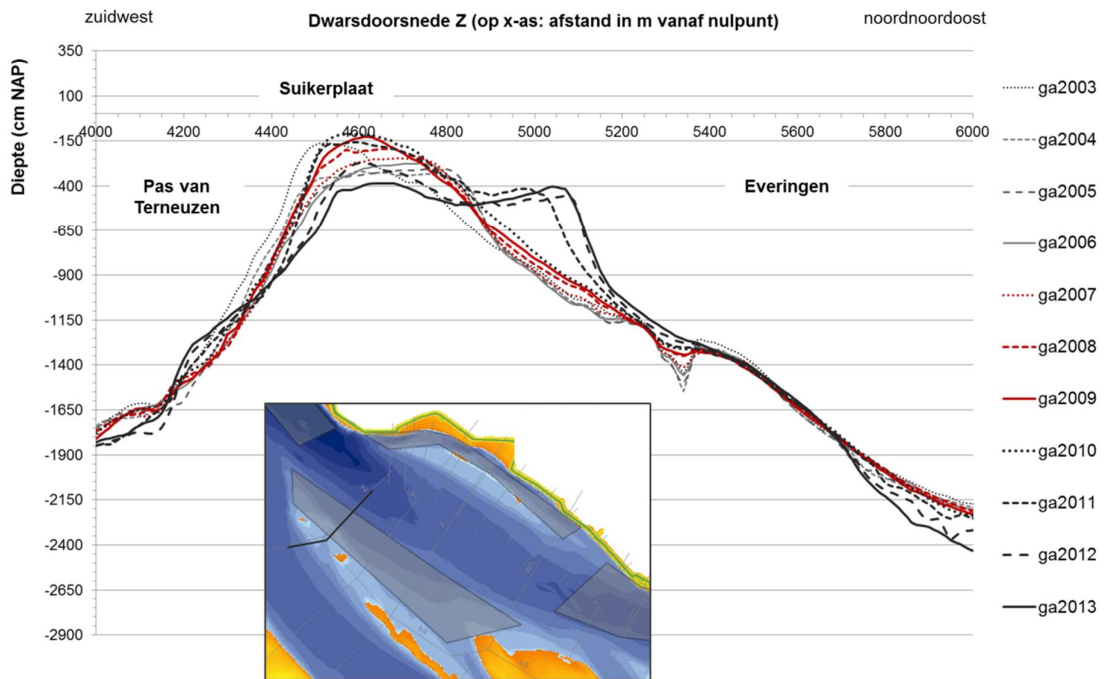 zuidwest
Dwarsdoorsnede Z (op x-as: afstand in m vanaf nulpunt)
noordnoordoost
Diepte (cm NAP)
350
100
-150
-400
-650
-900
-1150
-1400
-1650
-1900
-2150
-2400
-2650
-2900
4000 4200 4400 4600 4800 5000 5200 5400 5600 5800 6000
Suikerplaat
Pas van
Terneuzen
Everingen
ga2003
ga2004
ga2005
ga2006
ga2007
ga2008
ga2009
ga2010
ga2011
ga2012
ga2013